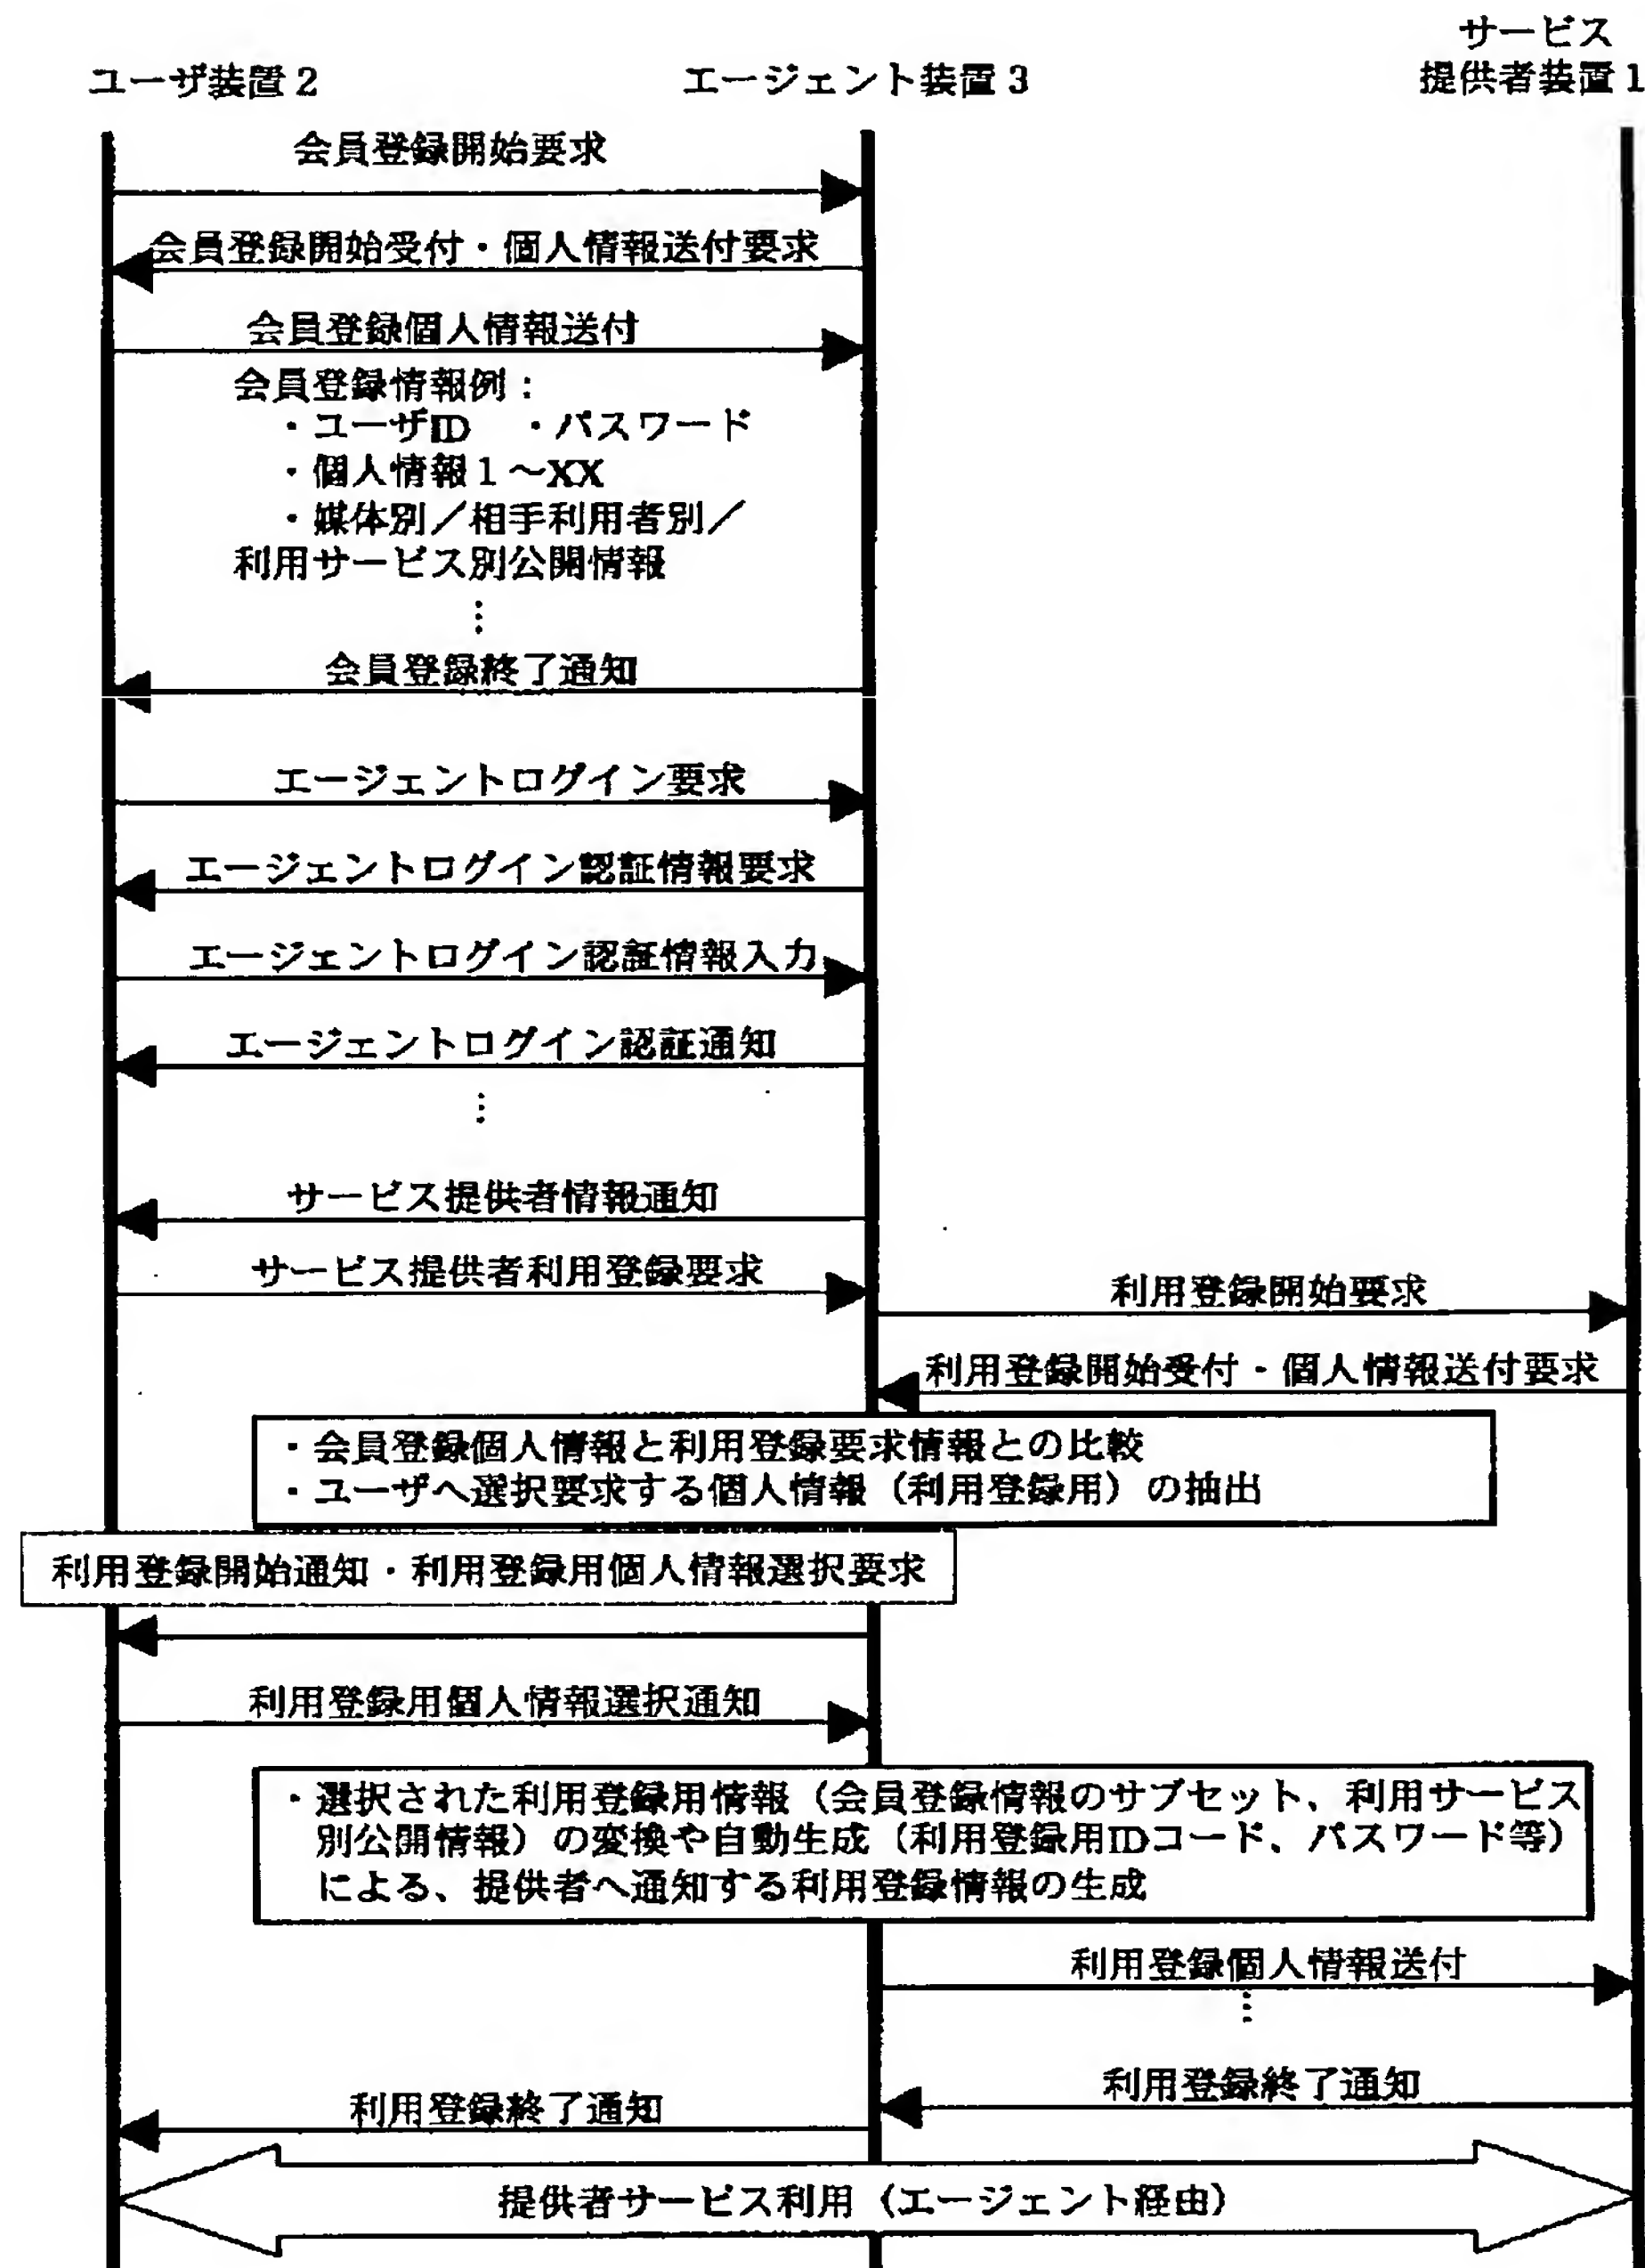 サービス
ユーザ装置2
エージェント装置3
提供者装置1
会員登録開始要求
会員登録開始受付・個人情報送付要求
会員登録個人情報送付
会員登録情報例：
・ユーザID ・パスワード
・個人情報1～XX
・媒体別／相手利用者別／
利用サービス別公開情報
⋮
会員登録終了通知
エージェントログイン要求
エージェントログイン認証情報要求
エージェントログイン認証情報入力
エージェントログイン認証通知
⋮
サービス提供者情報通知
サービス提供者利用登録要求
利用登録開始要求
利用登録開始受付・個人情報送付要求
・会員登録個人情報と利用登録要求情報との比較
・ユーザへ選択要求する個人情報（利用登録用）の抽出
利用登録開始通知・利用登録用個人情報選択要求
利用登録用個人情報選択通知
・選択された利用登録用情報（会員登録情報のサブセット、利用サービス
別公開情報）の変換や自動生成（利用登録用IDコード、パスワード等）
による、提供者へ通知する利用登録情報の生成
利用登録個人情報送付
⋮
利用登録終了通知
利用登録終了通知
提供者サービス利用（エージェント経由）